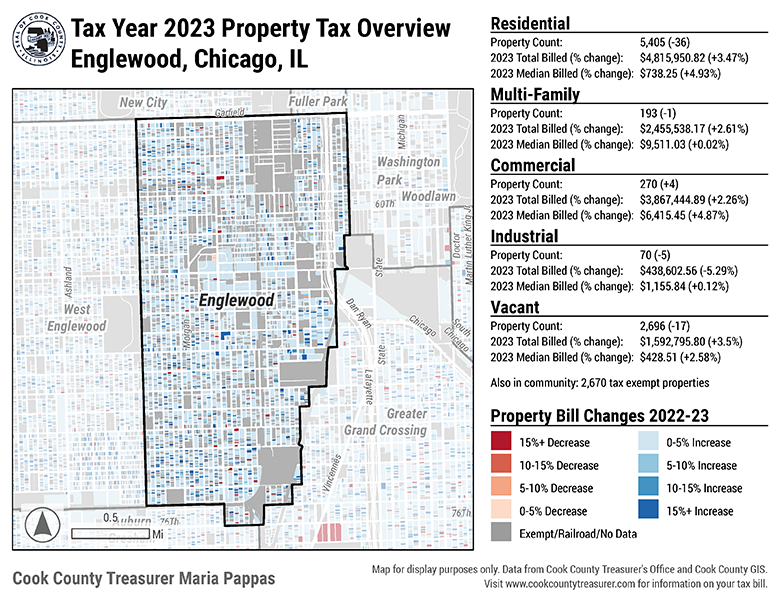 Tax Year 2023 Property Tax Overview
Englewood, Chicago, IL
New City
Fuller Park
Garfield
Michigan
Washington
Park
Woodlawn
60Th
Doctor
Martin Luther King J
State
Ashland
West
Englewood
Englewood
Morgan
Dan Ryan
Chicago
South
Chicago
State
Lafayette
Greater
Grand Crossing
Vincennes
76Th
Auburn
76Th
0.5
Mi
Residential
Property Count: 5,405 (-36)
2023 Total Billed (% change): $4,815,950.82 (+3.47%)
2023 Median Billed (% change): $738.25 (+4.93%)
Multi-Family
Property Count: 193 (-1)
2023 Total Billed (% change): $2,455,538.17 (+2.61%)
2023 Median Billed (% change): $9,511.03 (+0.02%)
Commercial
Property Count: 270 (+4)
2023 Total Billed (% change): $3,867,444.89 (+2.26%)
2023 Median Billed (% change): $6,415.45 (+4.87%)
Industrial
Property Count: 70 (-5)
2023 Total Billed (% change): $438,602.56 (-5.29%)
2023 Median Billed (% change): $1,155.84 (+0.12%)
Vacant
Property Count: 2,696 (-17)
2023 Total Billed (% change): $1,592,795.80 (+3.5%)
2023 Median Billed (% change): $428.51 (+2.58%)
Also in community: 2,670 tax exempt properties
Property Bill Changes 2022-23
15%+ Decrease
10-15% Decrease
5-10% Decrease
0-5% Decrease
0-5% Increase
5-10% Increase
10-15% Increase
15%+ Increase
Exempt/Railroad/No Data
Cook County Treasurer Maria Pappas
Map for display purposes only. Data from Cook County Treasurer's Office and Cook County GIS.
Visit www.cookcountytreasurer.com for information on your tax bill.